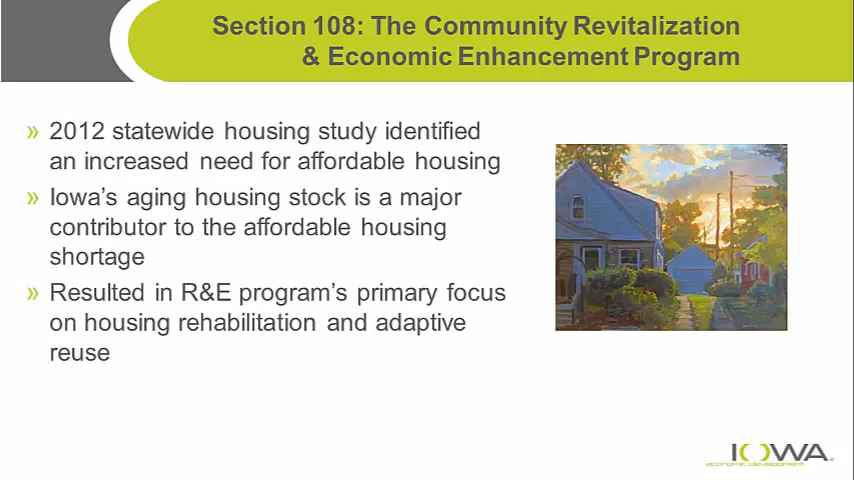 Section 108: The Community Revitalization
& Economic Enhancement Program
» 2012 statewide housing study identified
an increased need for affordable housing
» Iowa's aging housing stock is a major
contributor to the affordable housing
shortage
» Resulted in R&E program's primary focus
on housing rehabilitation and adaptive
reuse
IOWA®
economic development